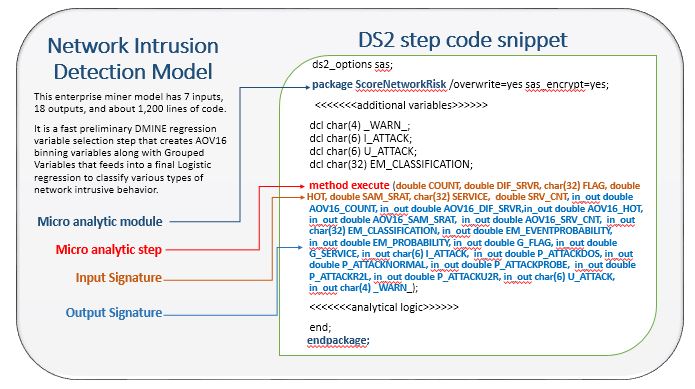 Network Intrusion
Detection Model
This enterprise miner model has 7 inputs,
18 outputs, and about 1,200 lines of code.
It is a fast preliminary DMINE regression
variable selection step that creates AOV16
binning variables along with Grouped
Variables that feeds into a final Logistic
regression to classify various types of
network intrusive behavior.
Micro analytic module
Micro analytic step
Input Signature
Output Signature
DS2 step code snippet
ds2_options sas;
package ScoreNetworkRisk /overwrite=yes sas_encrypt=yes;
<<<<<<<additional variables>>>>>>
dcl char(4) _WARN_;
dcl char(6) I_ATTACK;
dcl char(6) U_ATTACK;
dcl char(32) EM_CLASSIFICATION;
method execute (double COUNT, double DIF_SRVR, char(32) FLAG, double
HOT, double SAM_SRAT, char(32) SERVICE,  double SRV_CNT, in_out double
AOV16_COUNT, in_out double AOV16_DIF_SRVR,in_out double AOV16_HOT,
in_out double AOV16_SAM_SRAT,  in_out double AOV16_SRV_CNT,  in_out
char(32) EM_CLASSIFICATION, in_out double EM_EVENTPROBABILITY,
in_out double EM_PROBABILITY, in_out double G_FLAG, in_out double
G_SERVICE, in_out char(6) I_ATTACK,  in_out double P_ATTACKDOS, in_out
double P_ATTACKNORMAL, in_out double P_ATTACKPROBE,  in_out double
P_ATTACKR2L, in_out double P_ATTACKU2R, in_out char(6) U_ATTACK,
in_out char(4) _WARN_);
<<<<<<<analytical logic>>>>>>
end;
endpackage;